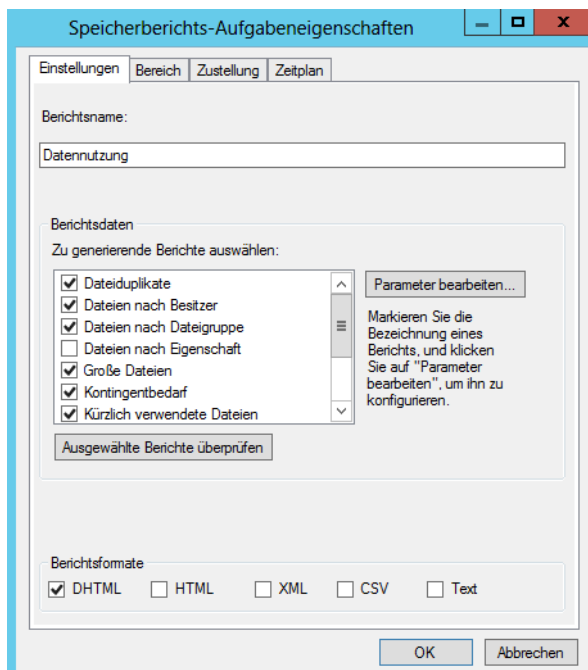 Speicherberichts-Aufgabeneigenschaften
Einstellungen Bereich Zustellung Zeitplan
Berichtsname:
Datennutzung
Berichtsdaten
Zu generierende Berichte auswählen:
Dateiduplikate
Dateien nach Besitzer
Dateien nach Dateigruppe
Dateien nach Eigenschaft
Große Dateien
Kontingentbedarf
Kürzlich verwendete Dateien
Parameter bearbeiten...
Markieren Sie die
Bezeichnung eines
Berichts, und klicken
Sie auf "Parameter
bearbeiten", um ihn zu
konfigurieren.
Ausgewählte Berichte überprüfen
Berichtsformate
DHTML HTML XML CSV Text
OK Abbrechen